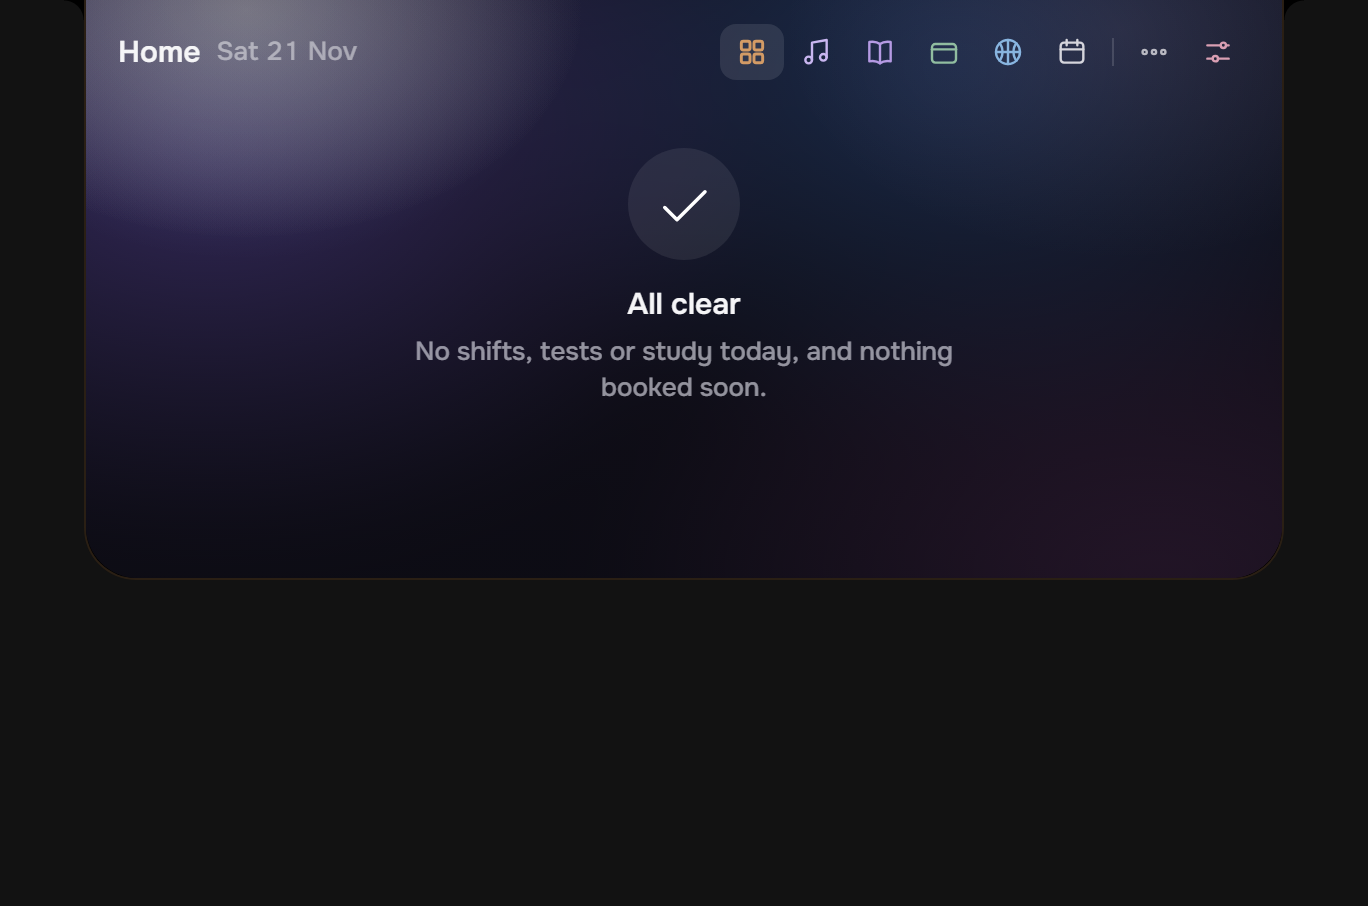 Home Sat 21 Nov
All clear
No shifts, tests or study today, and nothing
booked soon.